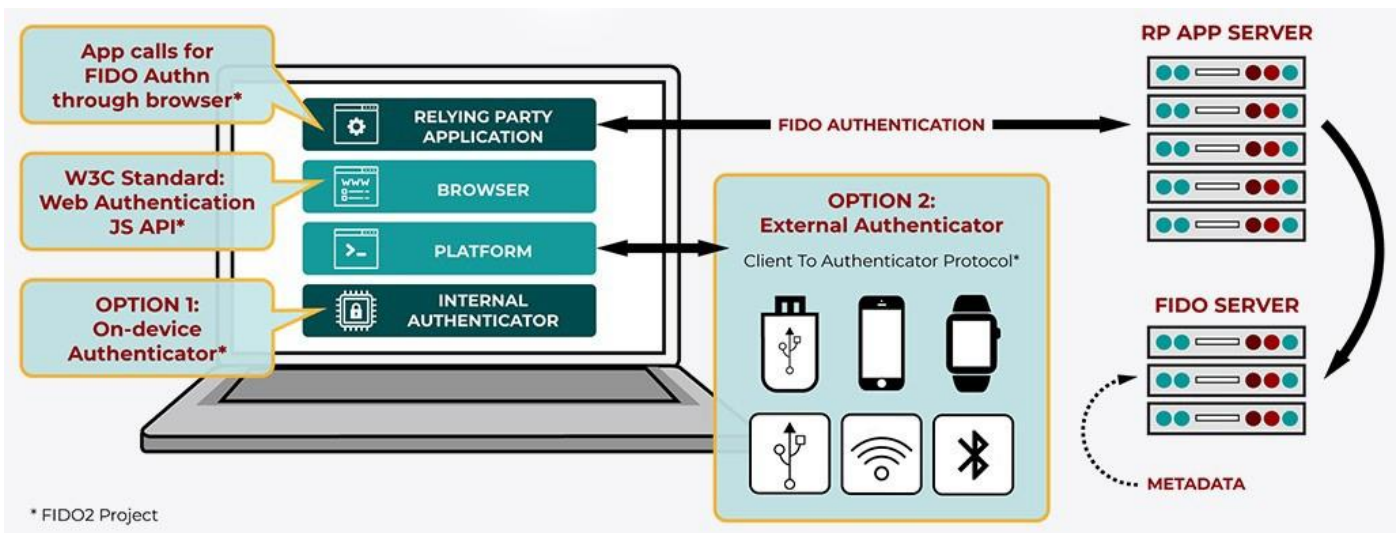 App calls for
FIDO Authn
through browser*
W3C Standard:
Web Authentication
JS API*
OPTION 1:
On-device
Authenticator*
RELYING PARTY
APPLICATION
WWW
BROWSER
PLATFORM
INTERNAL
AUTHENTICATOR
FIDO AUTHENTICATION
OPTION 2:
External Authenticator
Client To Authenticator Protocol*
RP APP SERVER
FIDO SERVER
METADATA
* FIDO2 Project